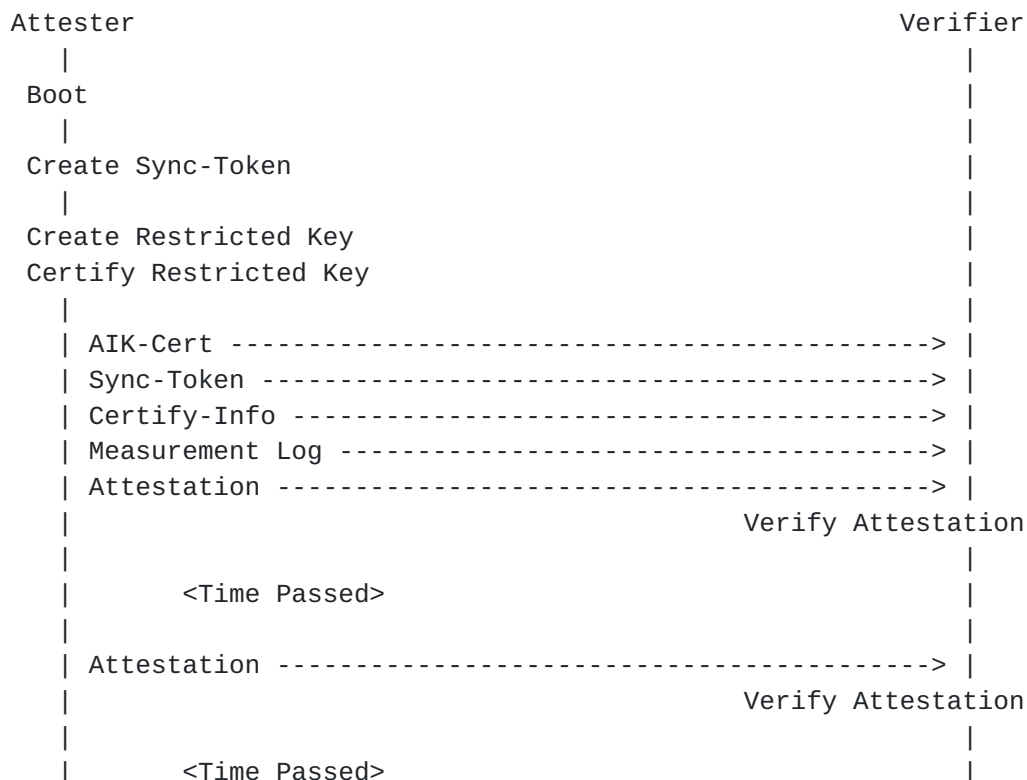 Attester                                                         Verifier
   |                                                                 |
 Boot                                                                |
   |                                                                 |
 Create Sync-Token                                                   |
   |                                                                 |
 Create Restricted Key                                               |
 Certify Restricted Key                                              |
   |                                                                 |
   | AIK-Cert ---------------------------------------------> |
   | Sync-Token -------------------------------------------> |
   | Certify-Info -----------------------------------------> |
   | Measurement Log --------------------------------------> |
   | Attestation ------------------------------------------> |
   |                                           Verify Attestation
   |                                                                 |
   |       <Time Passed>                                             |
   |                                                                 |
   | Attestation ------------------------------------------> |
   |                                           Verify Attestation
   |                                                                 |
   |       <Time Passed>                                             |